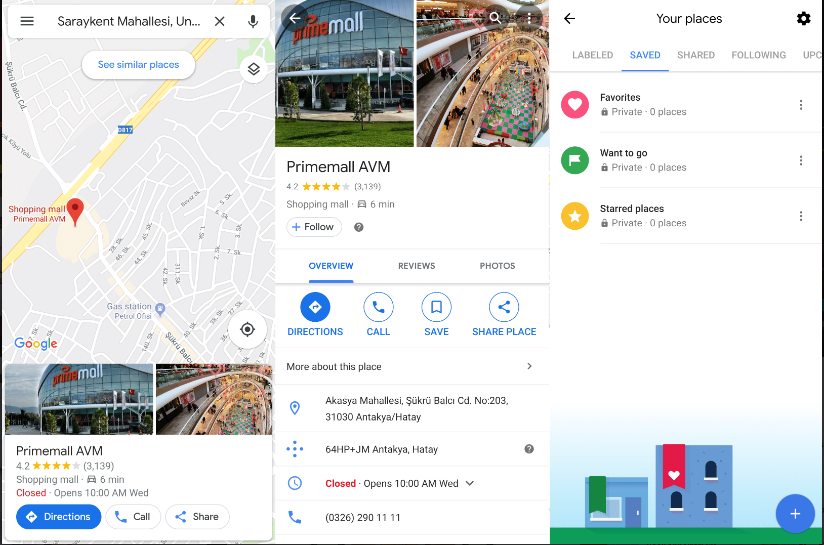 Saraykent Mahallesi, Un...
See similar places
Şükrü Balcı Cd.
D817
Shopping mall
Primemall AVM
Gas station
Petrol Ofisi
311. Sk.
Şükrü Balcı
Google
primemall
Primemall AVM
4.2 (3,139)
Shopping mall · 6 min
Closed · Opens 10:00 AM Wed
Directions
Call
Share
primemall
Primemall AVM
4.2 (3,139)
Shopping mall · 6 min
+ Follow
OVERVIEW REVIEWS PHOTOS
DIRECTIONS CALL SAVE SHARE PLACE
More about this place
Akasya Mahallesi, Şükrü Balcı Cd. No:203,
31030 Antakya/Hatay
64HP+JM Antakya, Hatay
Closed · Opens 10:00 AM Wed
(0326) 290 11 11
Your places
LABELED SAVED SHARED FOLLOWING UPC
Favorites
Private · 0 places
Want to go
Private · 0 places
Starred places
Private · 0 places